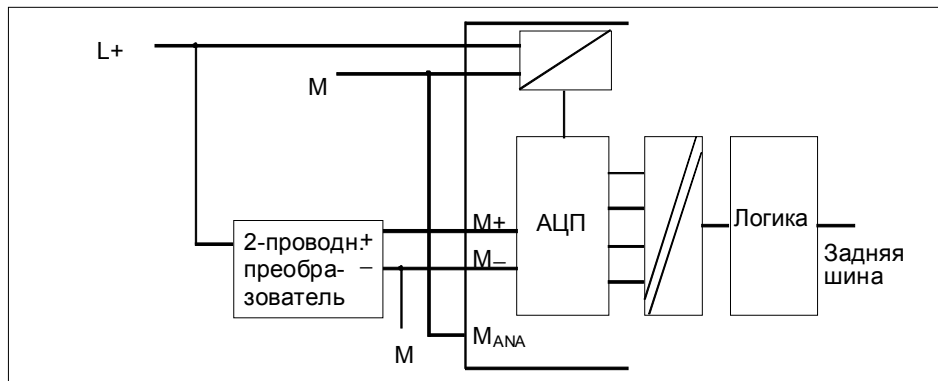 L+
M
M+
M–
АЦП
Логика
Задняя
шина
2-проводн.
преобра-
зователь
+
–
M
MANA